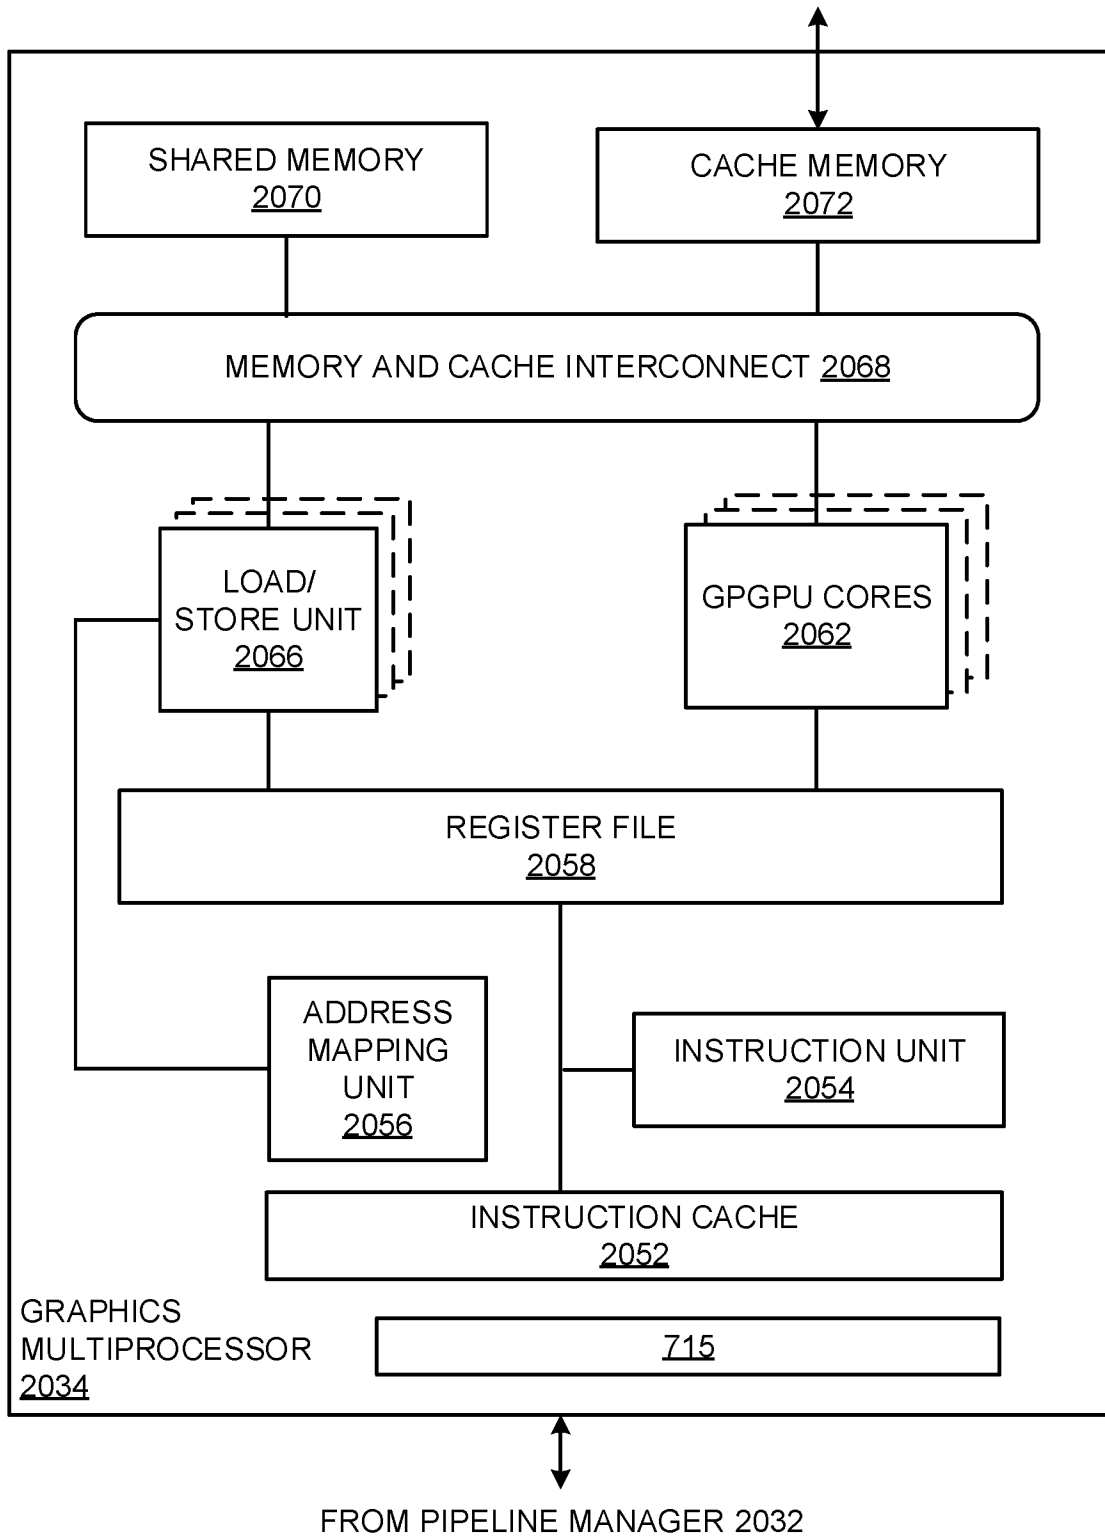 SHARED MEMORY
2070
CACHE MEMORY
2072
MEMORY AND CACHE INTERCONNECT 2068
LOAD/
STORE UNIT
2066
GPGPU CORES
2062
REGISTER FILE
2058
ADDRESS
MAPPING
UNIT
2056
INSTRUCTION UNIT
2054
INSTRUCTION CACHE
2052
GRAPHICS
MULTIPROCESSOR
2034
715
FROM PIPELINE MANAGER 2032